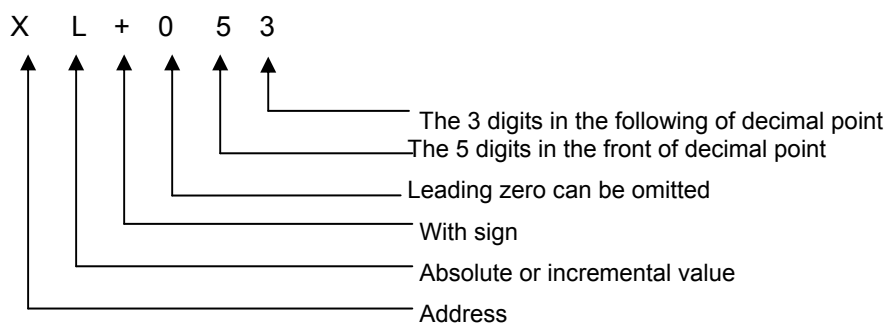 X L + 0 5 3
The 3 digits in the following of decimal point
The 5 digits in the front of decimal point
Leading zero can be omitted
With sign
Absolute or incremental value
Address